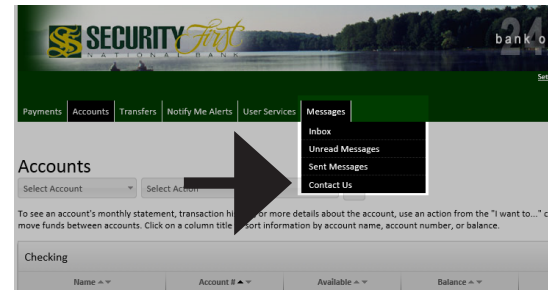 SECURITY First
NATIONAL BANK
24
bank o
Set
Payments Accounts Transfers Notify Me Alerts User Services Messages
Inbox
Unread Messages
Sent Messages
Contact Us
Accounts
Select Account Select Action
To see an account's monthly statement, transaction hi or more details about the account, use an action from the "I want to..." c
move funds between accounts. Click on a column title sort information by account name, account number, or balance.
Checking
Name Account # Available Balance